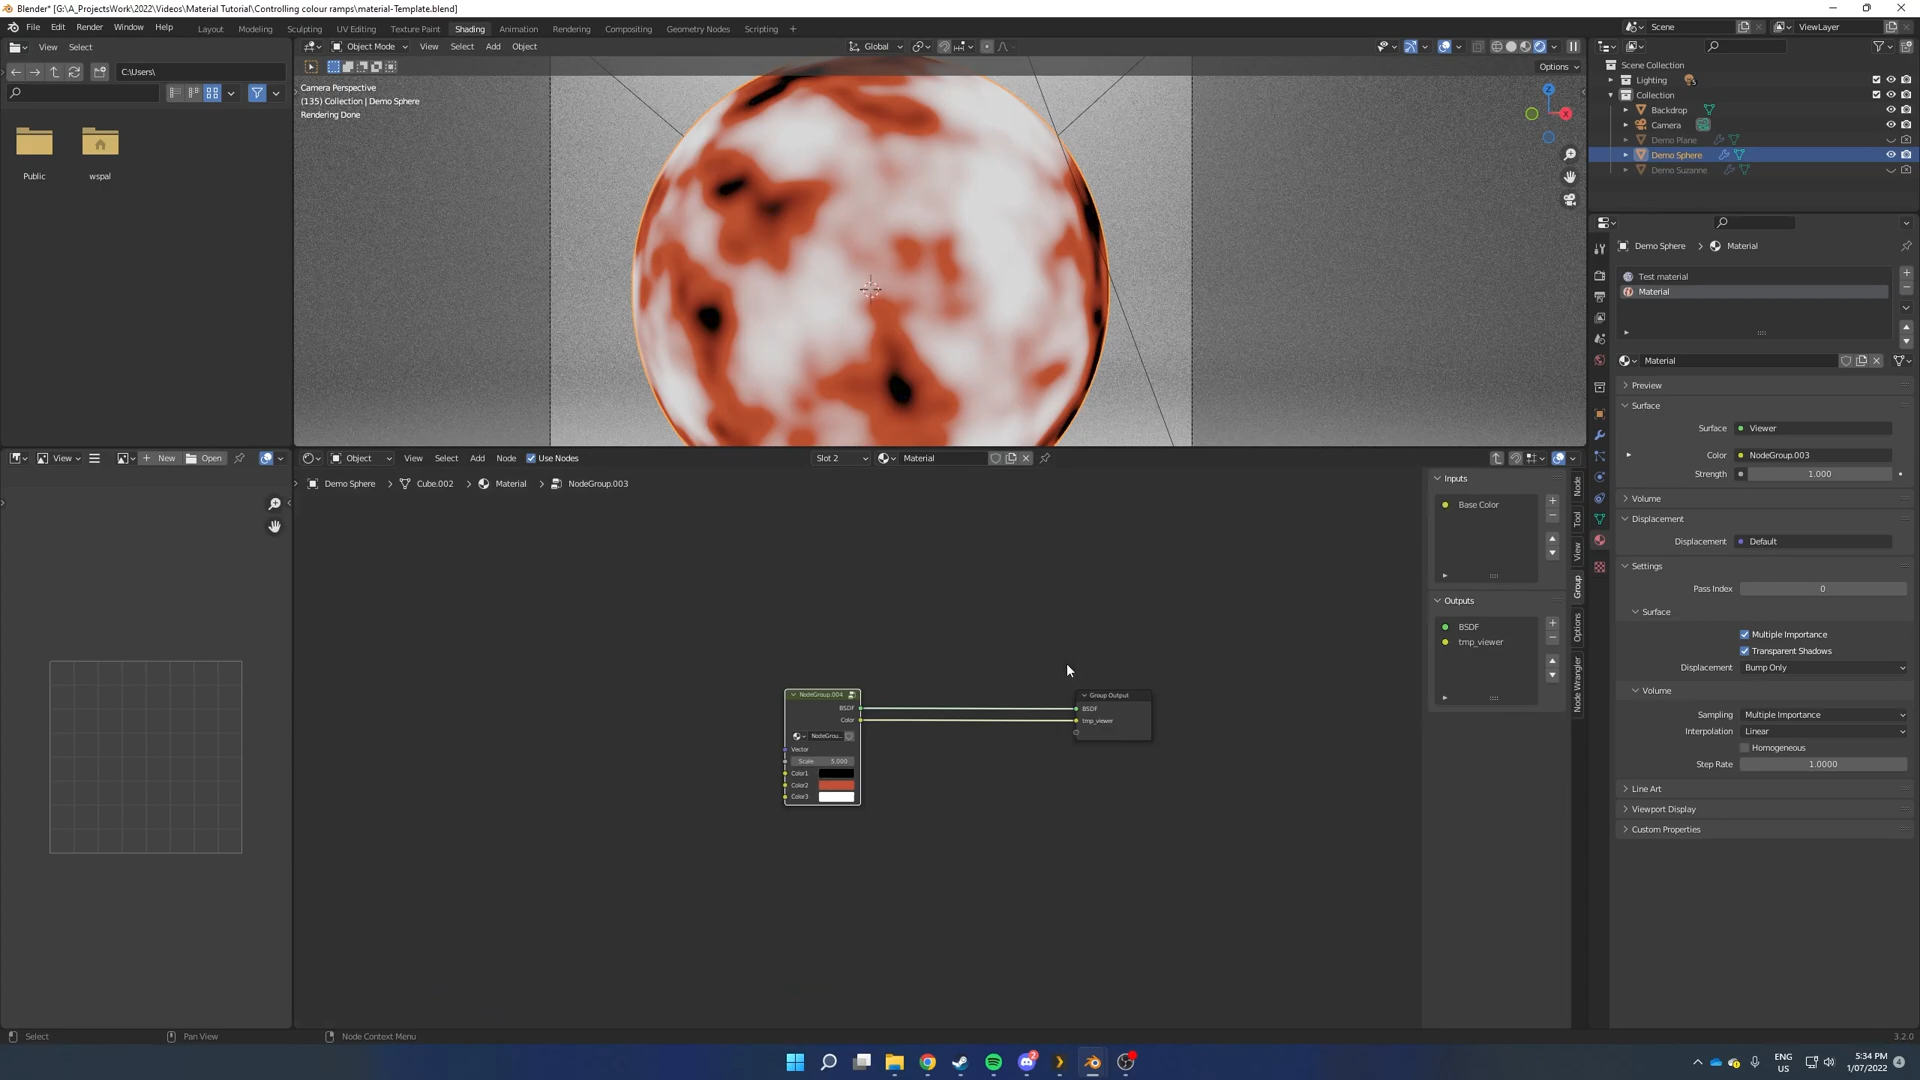 Blender* [G:\A_ProjectsWork\2022\Videos\Material Tutorial\Controlling colour ramps\material-Template.blend]
File Edit Render Window Help Layout Modeling Sculpting UV Editing Texture Paint Shading Animation Rendering Compositing Geometry Nodes Scripting Scene ViewLayer
View Select
C:\Users\
Public wspal
Object Mode View Select Add Object Global
Options
Camera Perspective
(135) Collection | Demo Sphere
Rendering Done
Z
X
Scene Collection
Lighting
Collection
Backdrop
Camera
Demo Plane
Demo Sphere
Demo Suzanne
Demo Sphere Material
Test material
Material
Material
Preview
Surface
Surface Viewer
Color NodeGroup.003
Strength 1.000
Volume
Displacement
Displacement Default
Settings
Pass Index 0
Surface
Multiple Importance
Transparent Shadows
Displacement Bump Only
Volume
Sampling Multiple Importance
Interpolation Linear
Homogeneous
Step Rate 1.0000
Line Art
Viewport Display
Custom Properties
View New Open
Object View Select Add Node Use Nodes Slot 2 Material
Demo Sphere Cube.002 Material NodeGroup.003
NodeGroup.004
BSDF
Color
NodeGrou...
Vector
Scale 5.000
Color1
Color2
Color3
Group Output
BSDF
tmp_viewer
Inputs
Base Color
Outputs
BSDF
tmp_viewer
Node
Tool
View
Group
Options
Node Wrangler
Select Pan View Node Context Menu 3.2.0
2
ENG
US
5:34 PM
1/07/2022
4